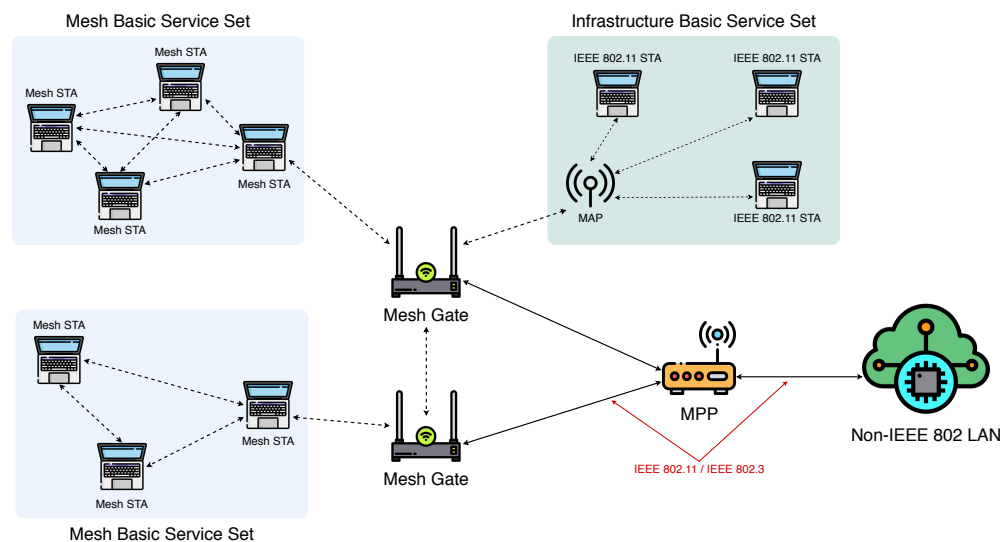 Mesh Basic Service Set
Infrastructure Basic Service Set
Mesh STA
Mesh STA
Mesh STA
Mesh STA
IEEE 802.11 STA
IEEE 802.11 STA
IEEE 802.11 STA
MAP
Mesh Gate
Mesh STA
Mesh STA
Mesh STA
Mesh Gate
MPP
Non-IEEE 802 LAN
IEEE 802.11 / IEEE 802.3
Mesh Basic Service Set